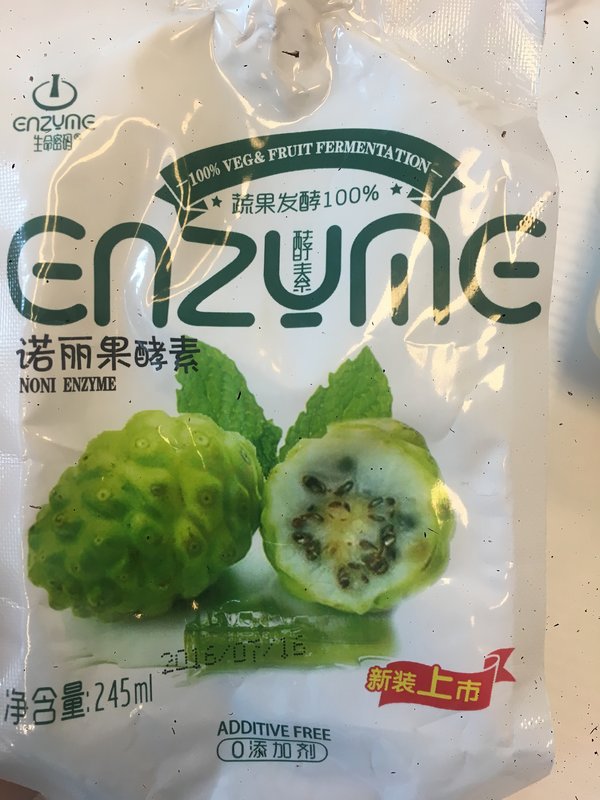 ENZYME
生命密码
100% VEG & FRUIT FERMENTATION
蔬果发酵100%
ENZYME
酵素
诺丽果酵素
NONI ENZYME
2016/07/16
净含量:245ml
新装上市
ADDITIVE FREE
0添加剂